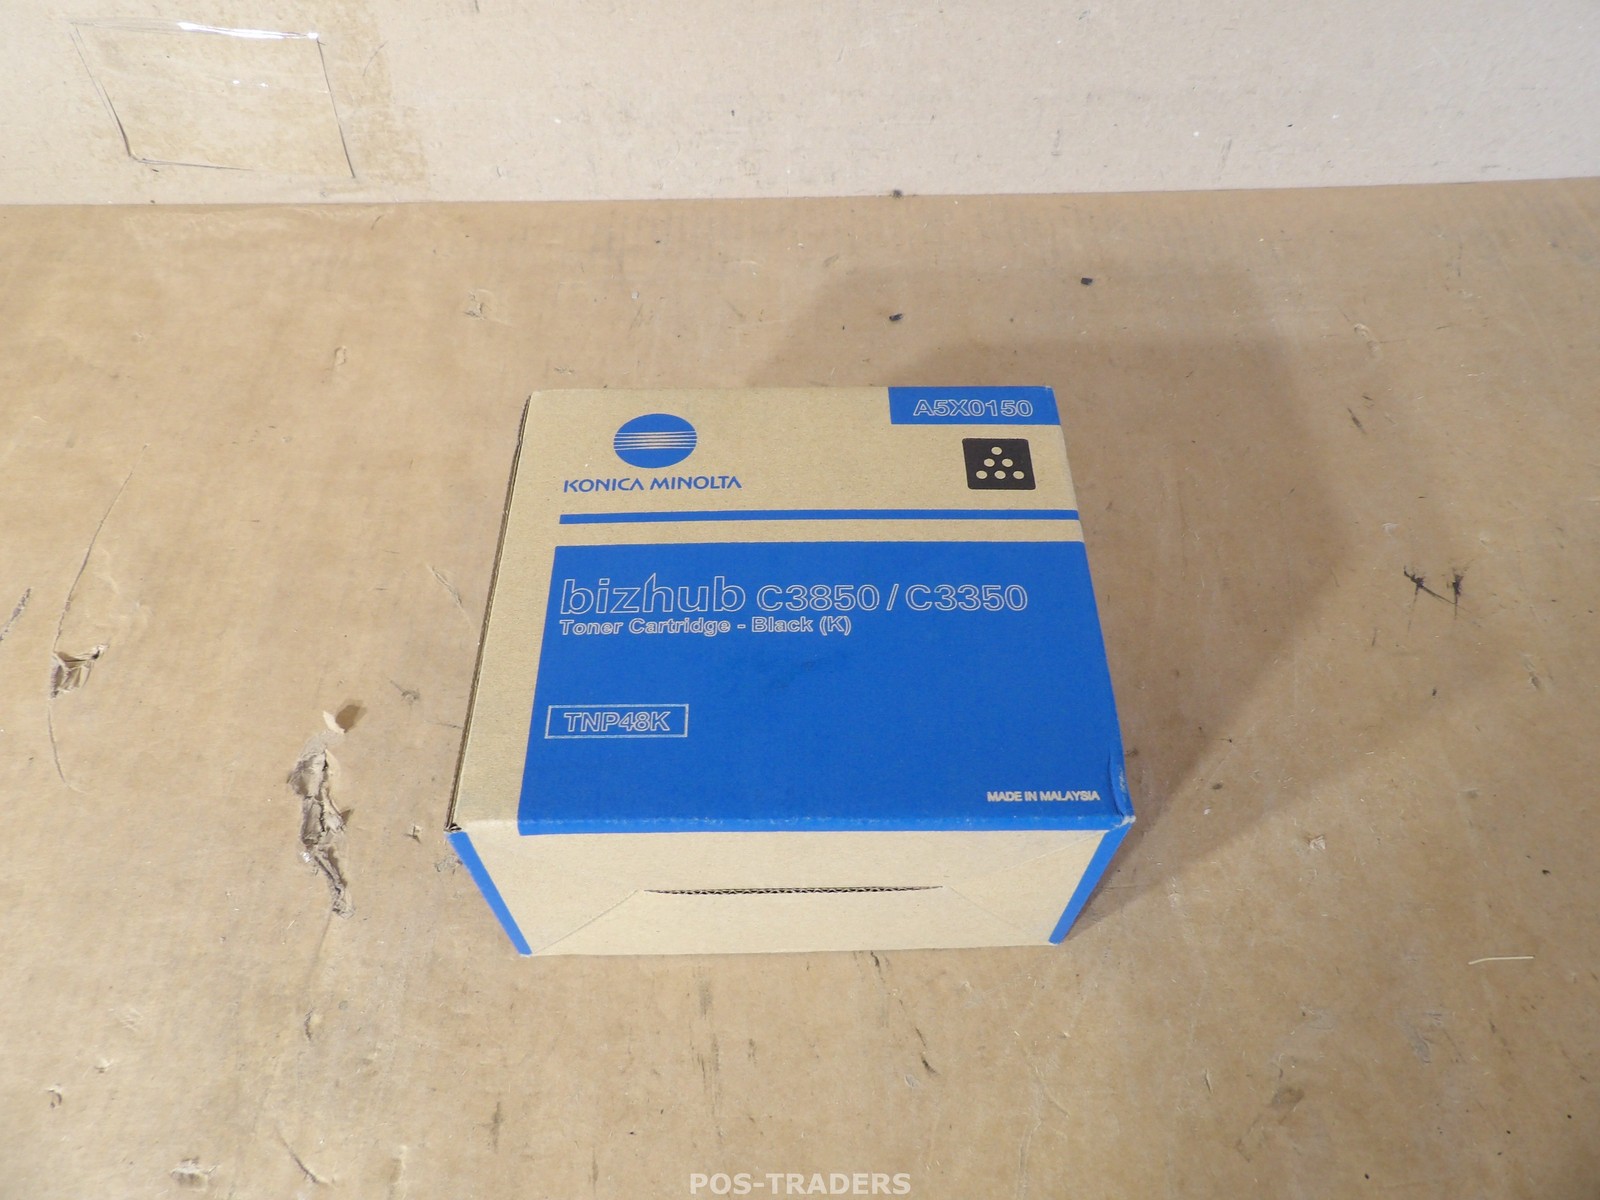 A5X0150
KONICA MINOLTA
bizhub C3850 / C3350
Toner Cartridge - Black (K)
TNP48K
MADE IN MALAYSIA
POS-TRADERS